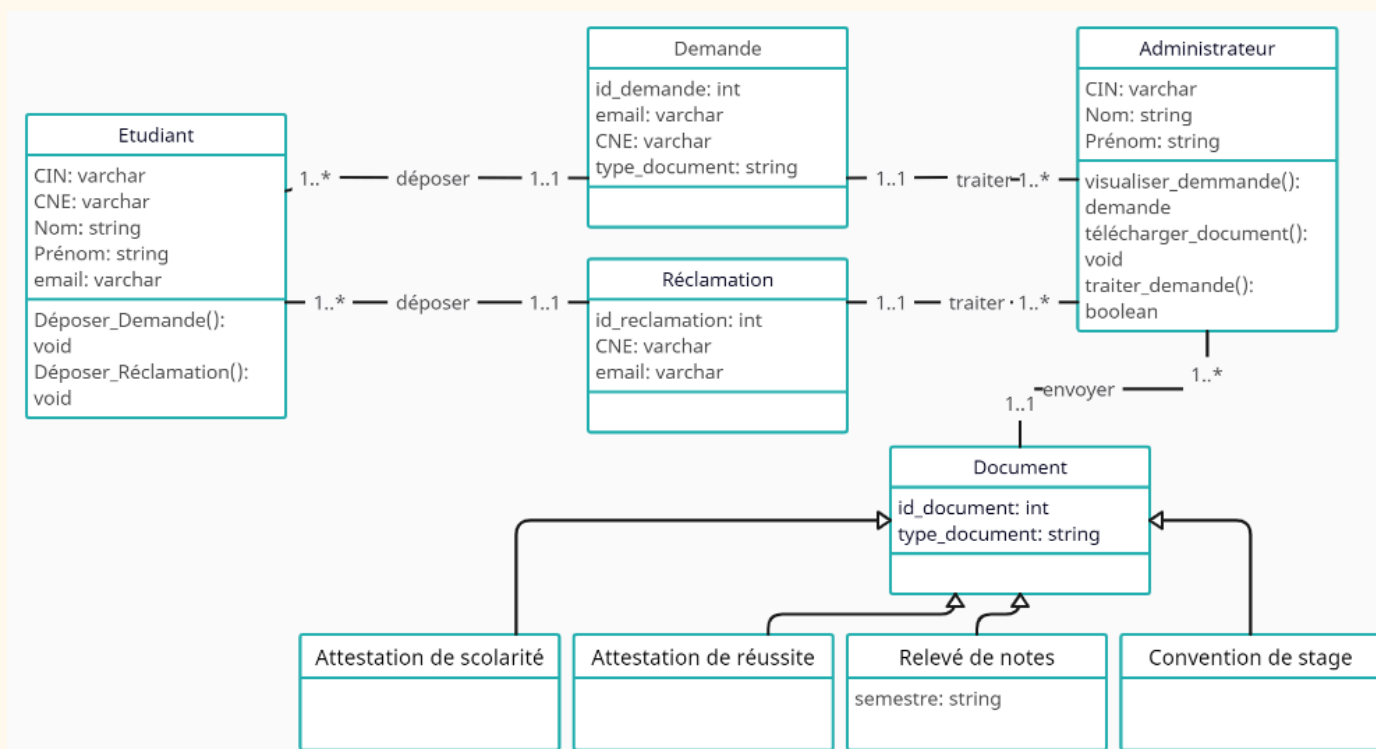 Etudiant
CIN: varchar
CNE: varchar
Nom: string
Prénom: string
email: varchar
Déposer_Demande():
void
Déposer_Réclamation():
void
1..* déposer 1..1
1..* déposer 1..1
Demande
id_demande: int
email: varchar
CNE: varchar
type_document: string
Réclamation
id_reclamation: int
CNE: varchar
email: varchar
1..1 traiter 1..*
1..1 traiter 1..*
Administrateur
CIN: varchar
Nom: string
Prénom: string
visualiser_demmande():
demande
télécharger_document():
void
traiter_demande():
boolean
1..*
envoyer
1..1
Document
id_document: int
type_document: string
Attestation de scolarité
Attestation de réussite
Relevé de notes
semestre: string
Convention de stage